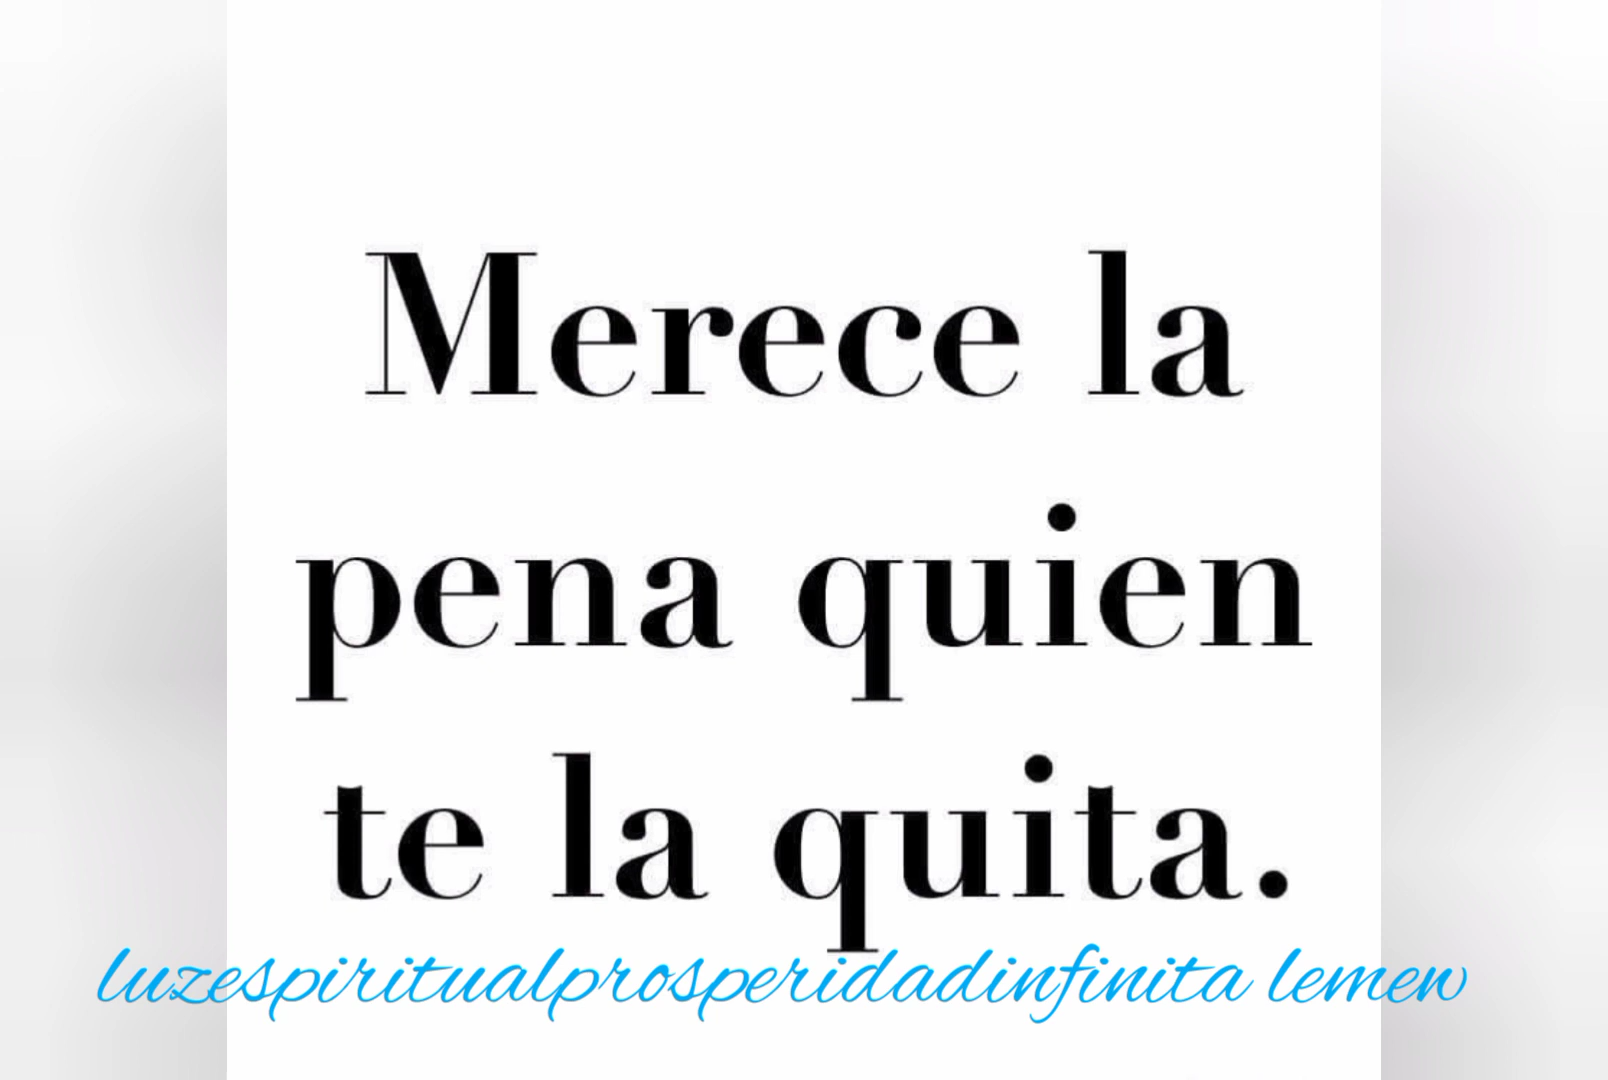 Merece la
pena quien
te la quita.
luzespiritualprosperidadinfinita lemew